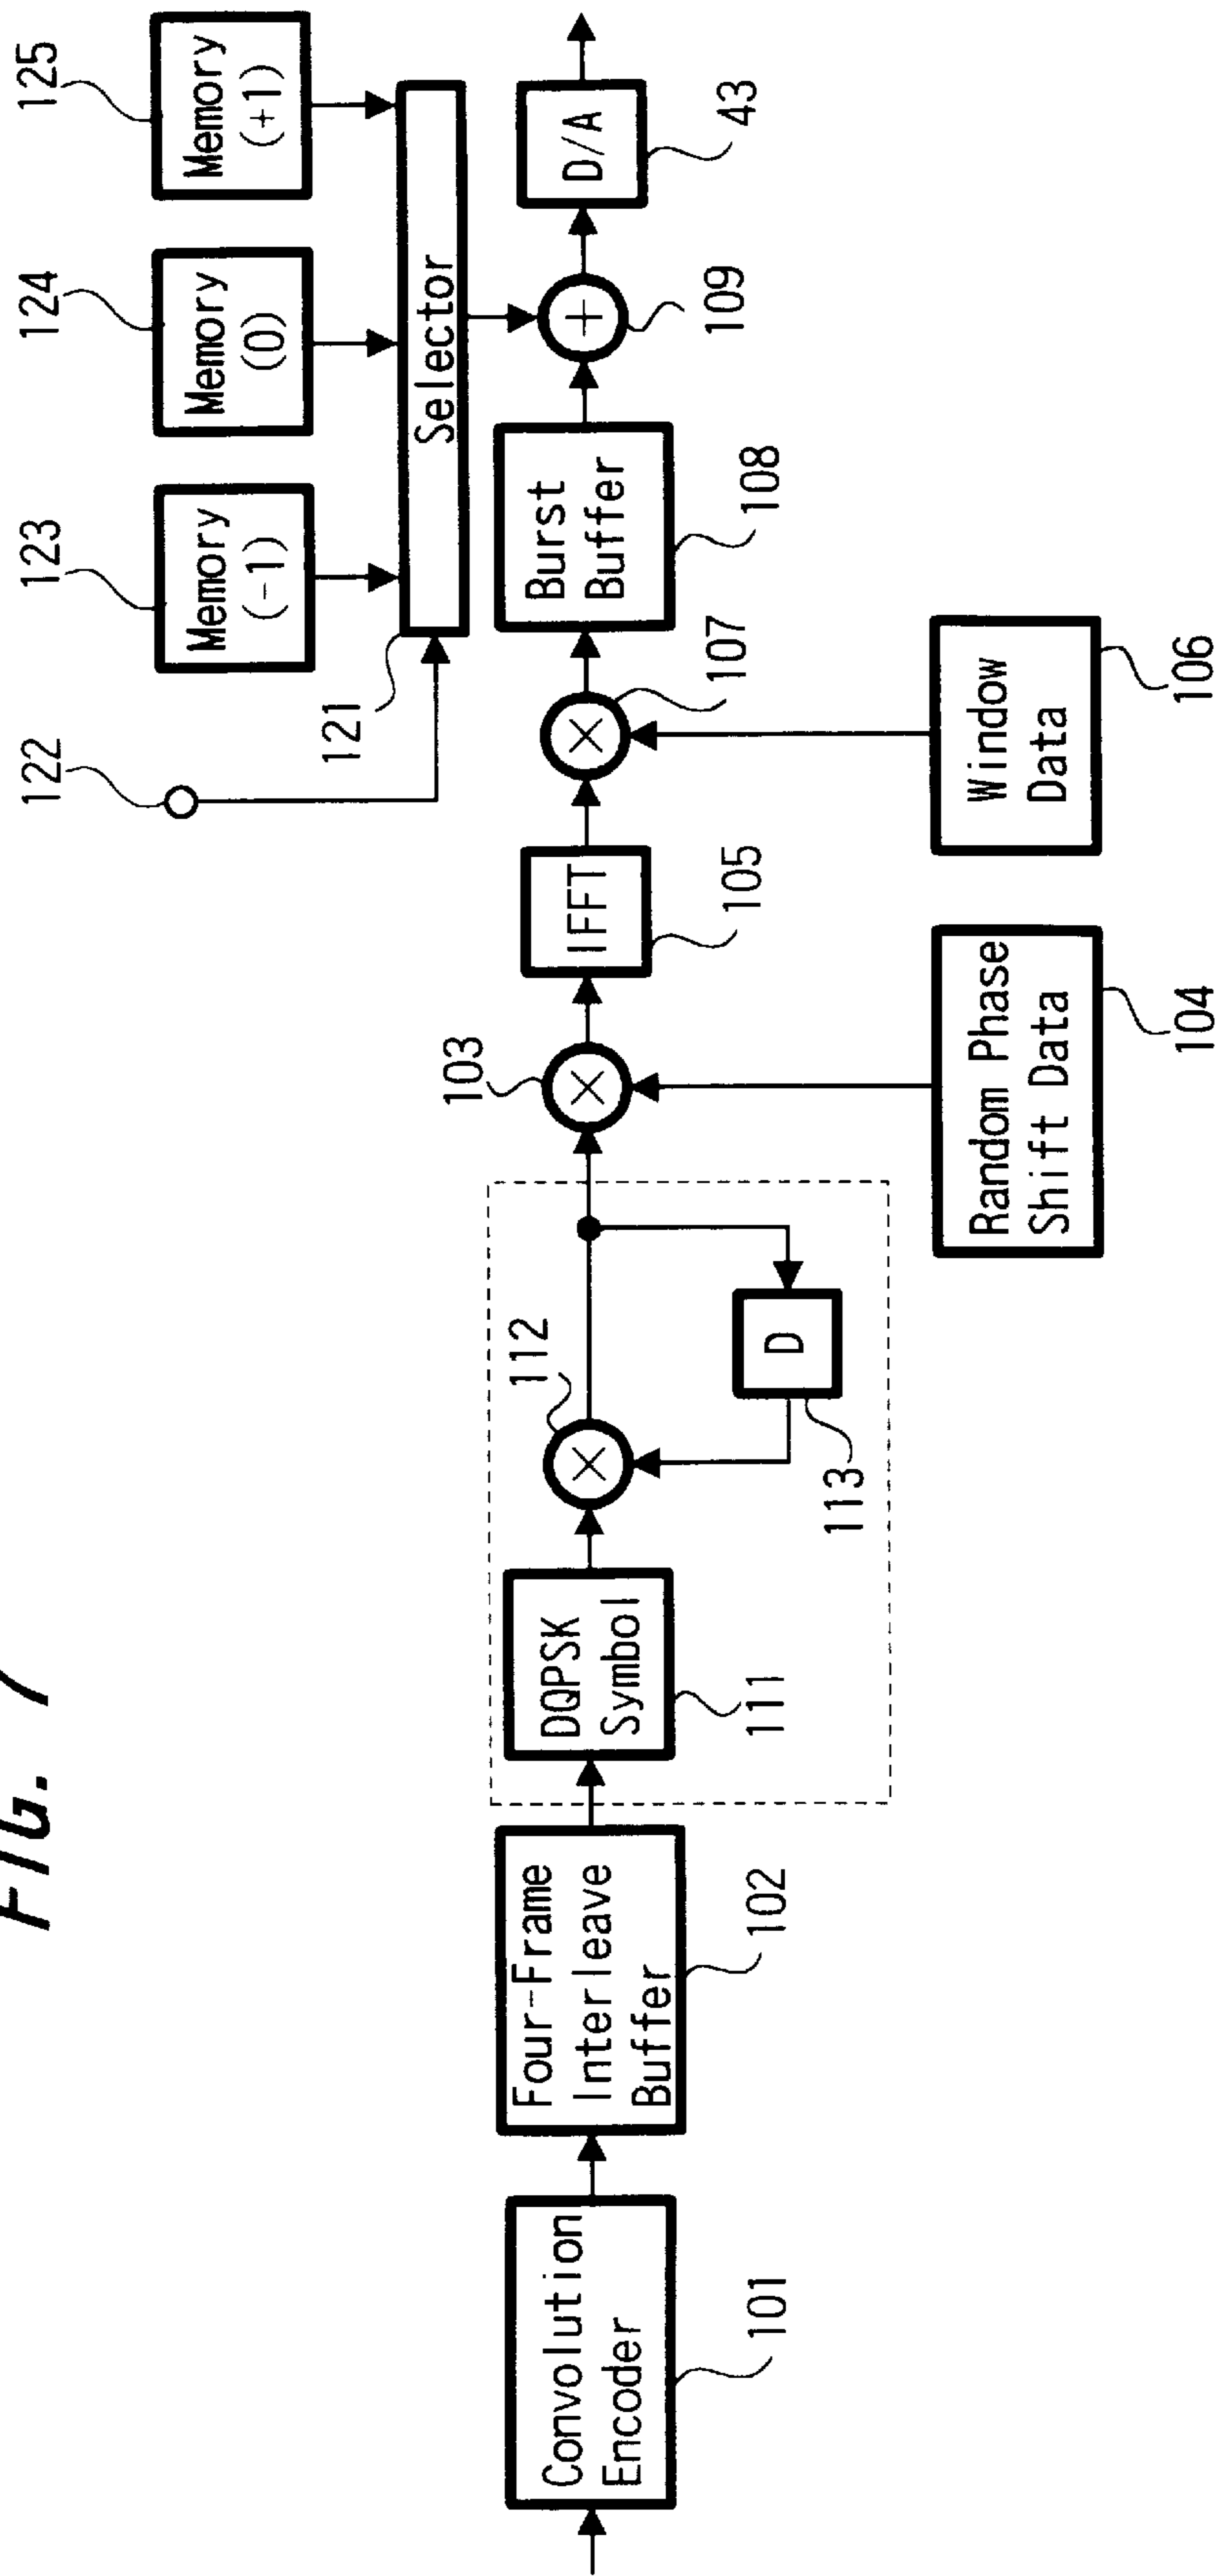 FIG. 7
Convolution
Encoder
101
Four-Frame
Interleave
Buffer
102
DQPSK
Symbol
111
112
D
113
103
Random Phase
Shift Data
104
IFFT
105
107
Window
Data
106
Burst
Buffer
108
109
D/A
43
122
121
Selector
Memory
(-1)
123
Memory
(0)
124
Memory
(+1)
125